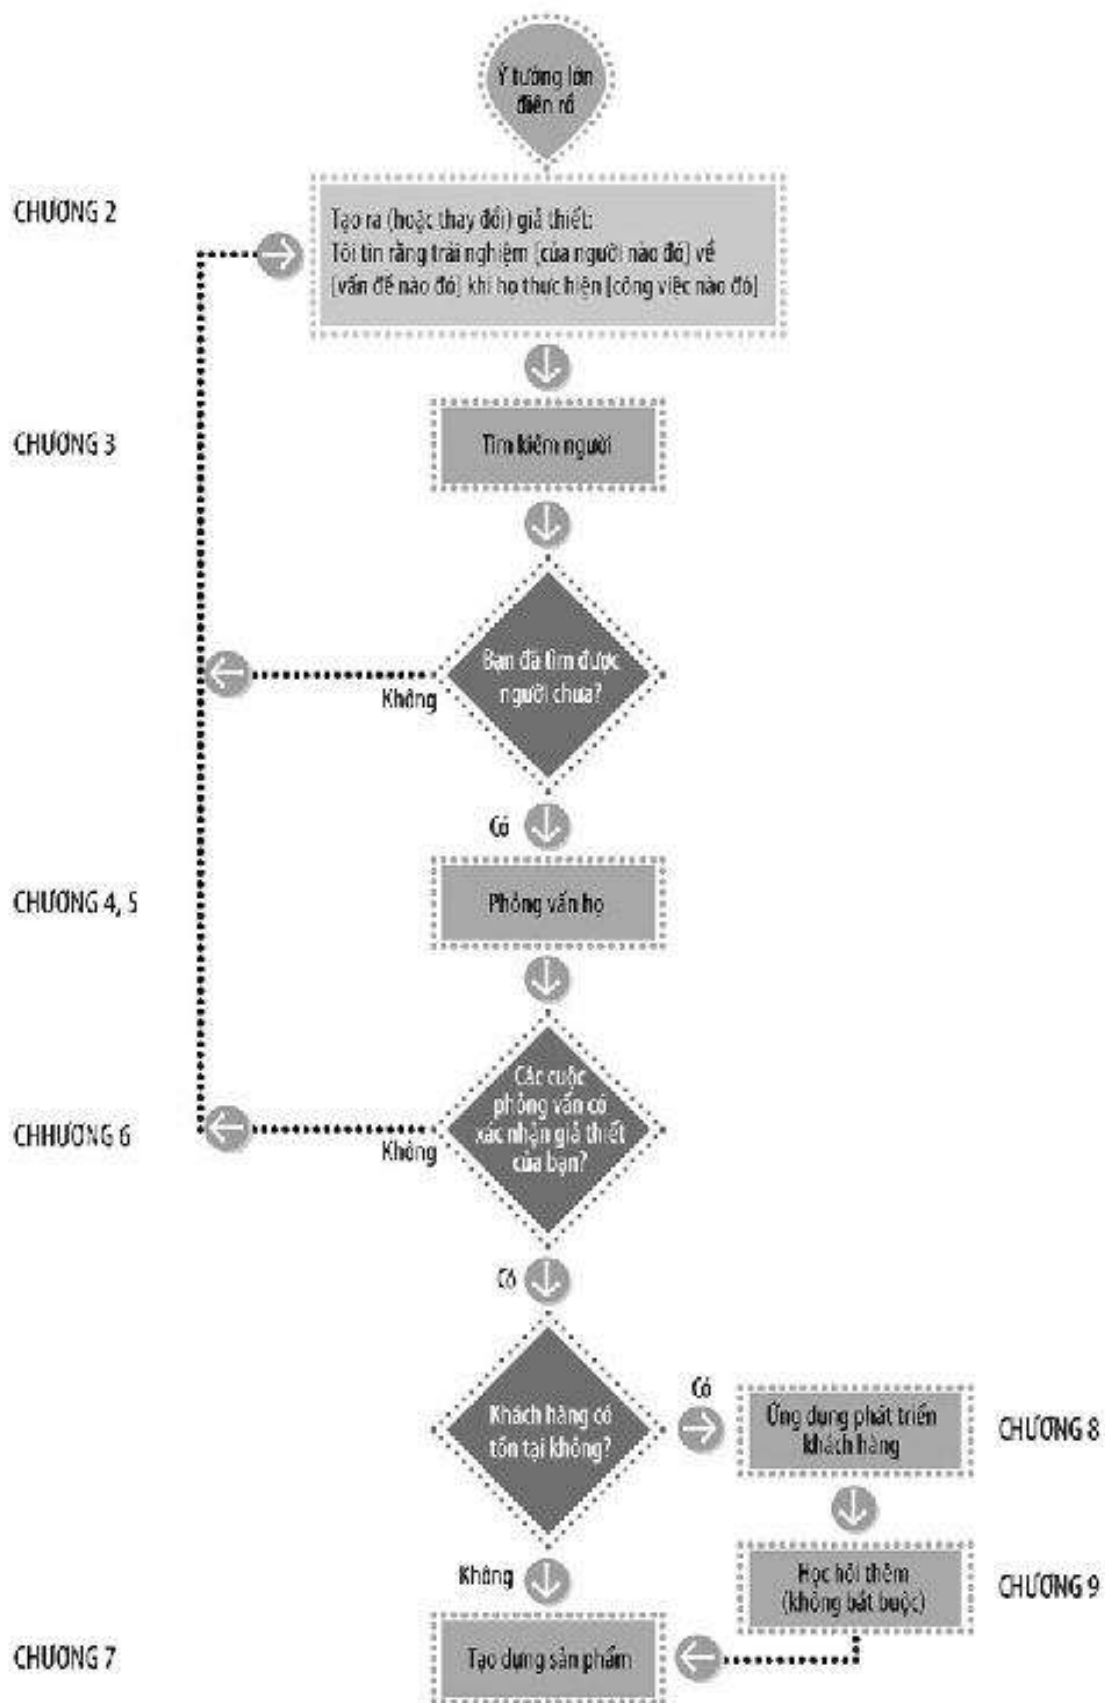 Ý tưởng lớn
điên rồ
CHƯƠNG 2
Tạo ra (hoặc thay đổi) giả thiết:
Tôi tin rằng trải nghiệm [của người nào đó] về
[vấn đề nào đó] khi họ thực hiện [công việc nào đó]
CHƯƠNG 3
Tìm kiếm người
Bạn đã tìm được
người chưa?
Không
Có
CHƯƠNG 4, 5
Phỏng vấn họ
Các cuộc
phỏng vấn có
xác nhận giả thiết
của bạn?
CHHƯƠNG 6
Không
Có
Khách hàng có
tồn tại không?
Có
Ứng dụng phát triển
khách hàng
CHƯƠNG 8
Không
Học hỏi thêm
(không bắt buộc)
CHƯƠNG 9
CHƯƠNG 7
Tạo dựng sản phẩm